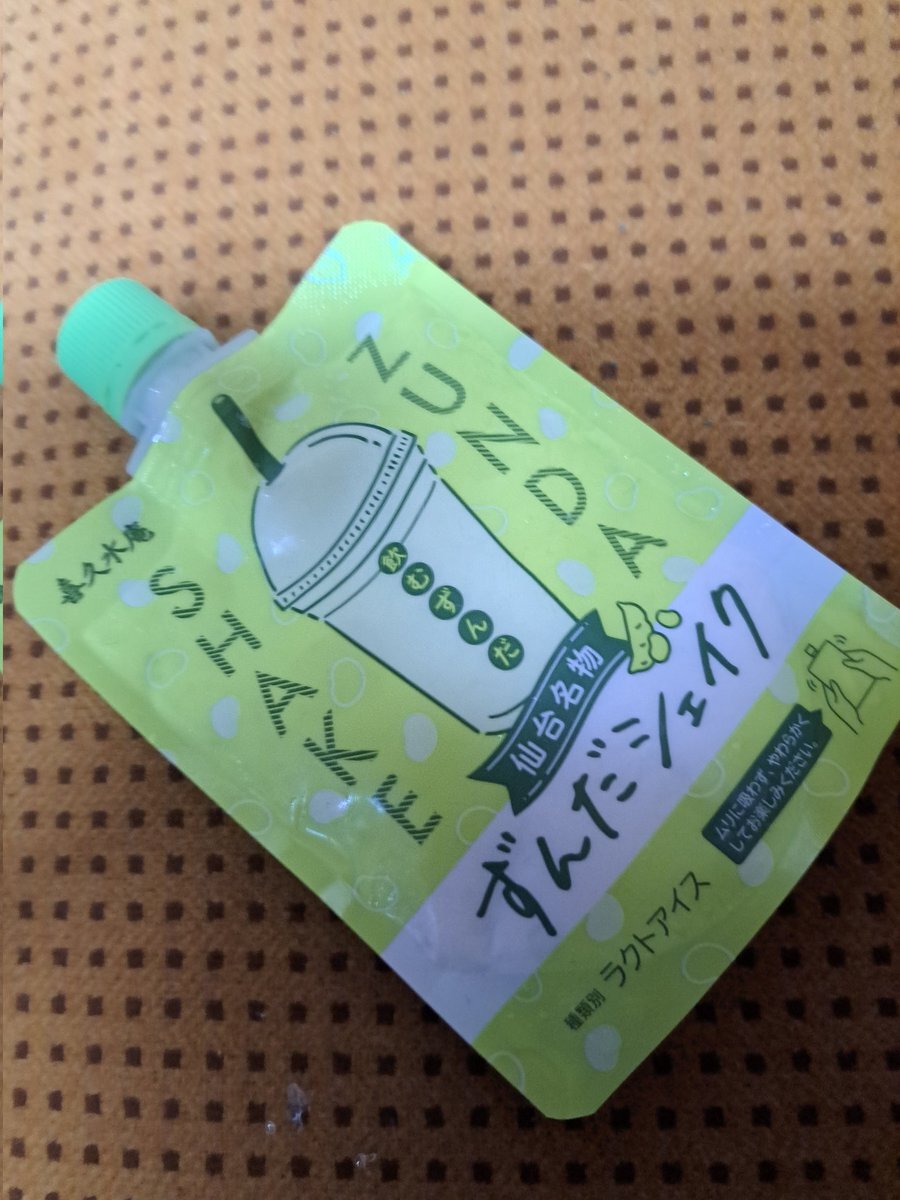 喜久水庵
ZUNDA
SHAKE
飲むずんだ
仙台名物
ずんだシェイク
ムリに吸わず、やわらかく
してお楽しみください。
種類別 ラクトアイス